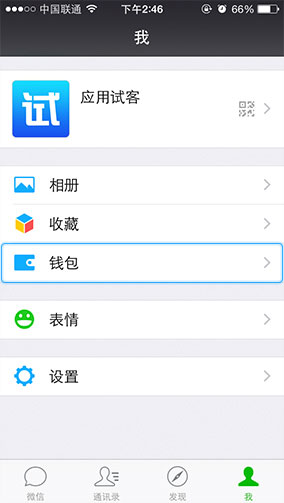 中国联通 下午2:46 66%
我
试
应用试客
相册
收藏
钱包
表情
设置
微信 通讯录 发现 我